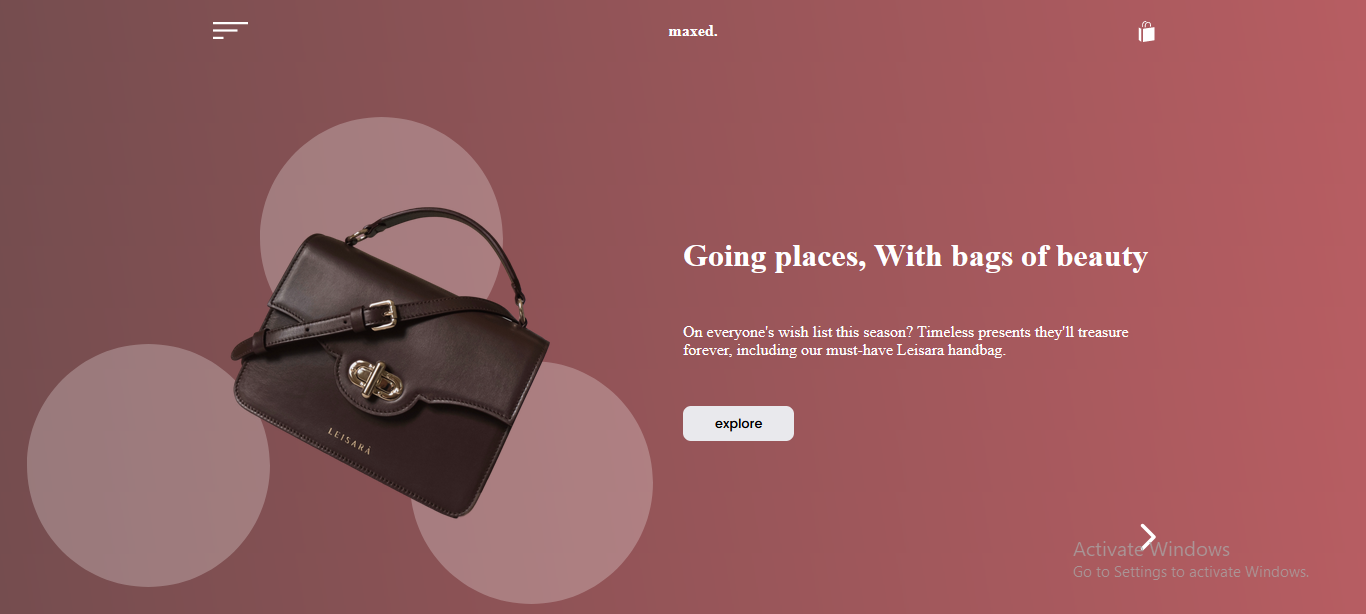 maxed.
Going places, With bags of beauty
On everyone's wish list this season? Timeless presents they'll treasure
forever, including our must-have Leisara handbag.
LEISARÀ
explore
Activate Windows
Go to Settings to activate Windows.